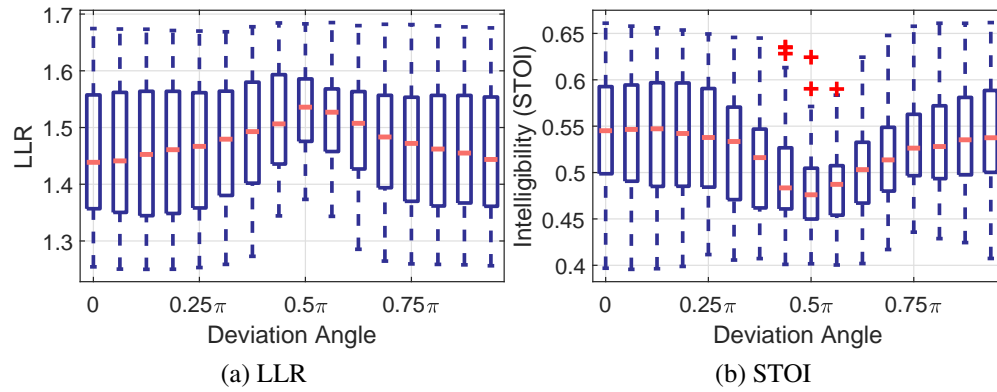 1.7
1.6
1.5
1.4
1.3
LLR
0 0.25π 0.5π 0.75π
Deviation Angle
(a) LLR
0.65
0.6
0.55
0.5
0.45
0.4
Intelligibility (STOI)
0 0.25π 0.5π 0.75π
Deviation Angle
(b) STOI